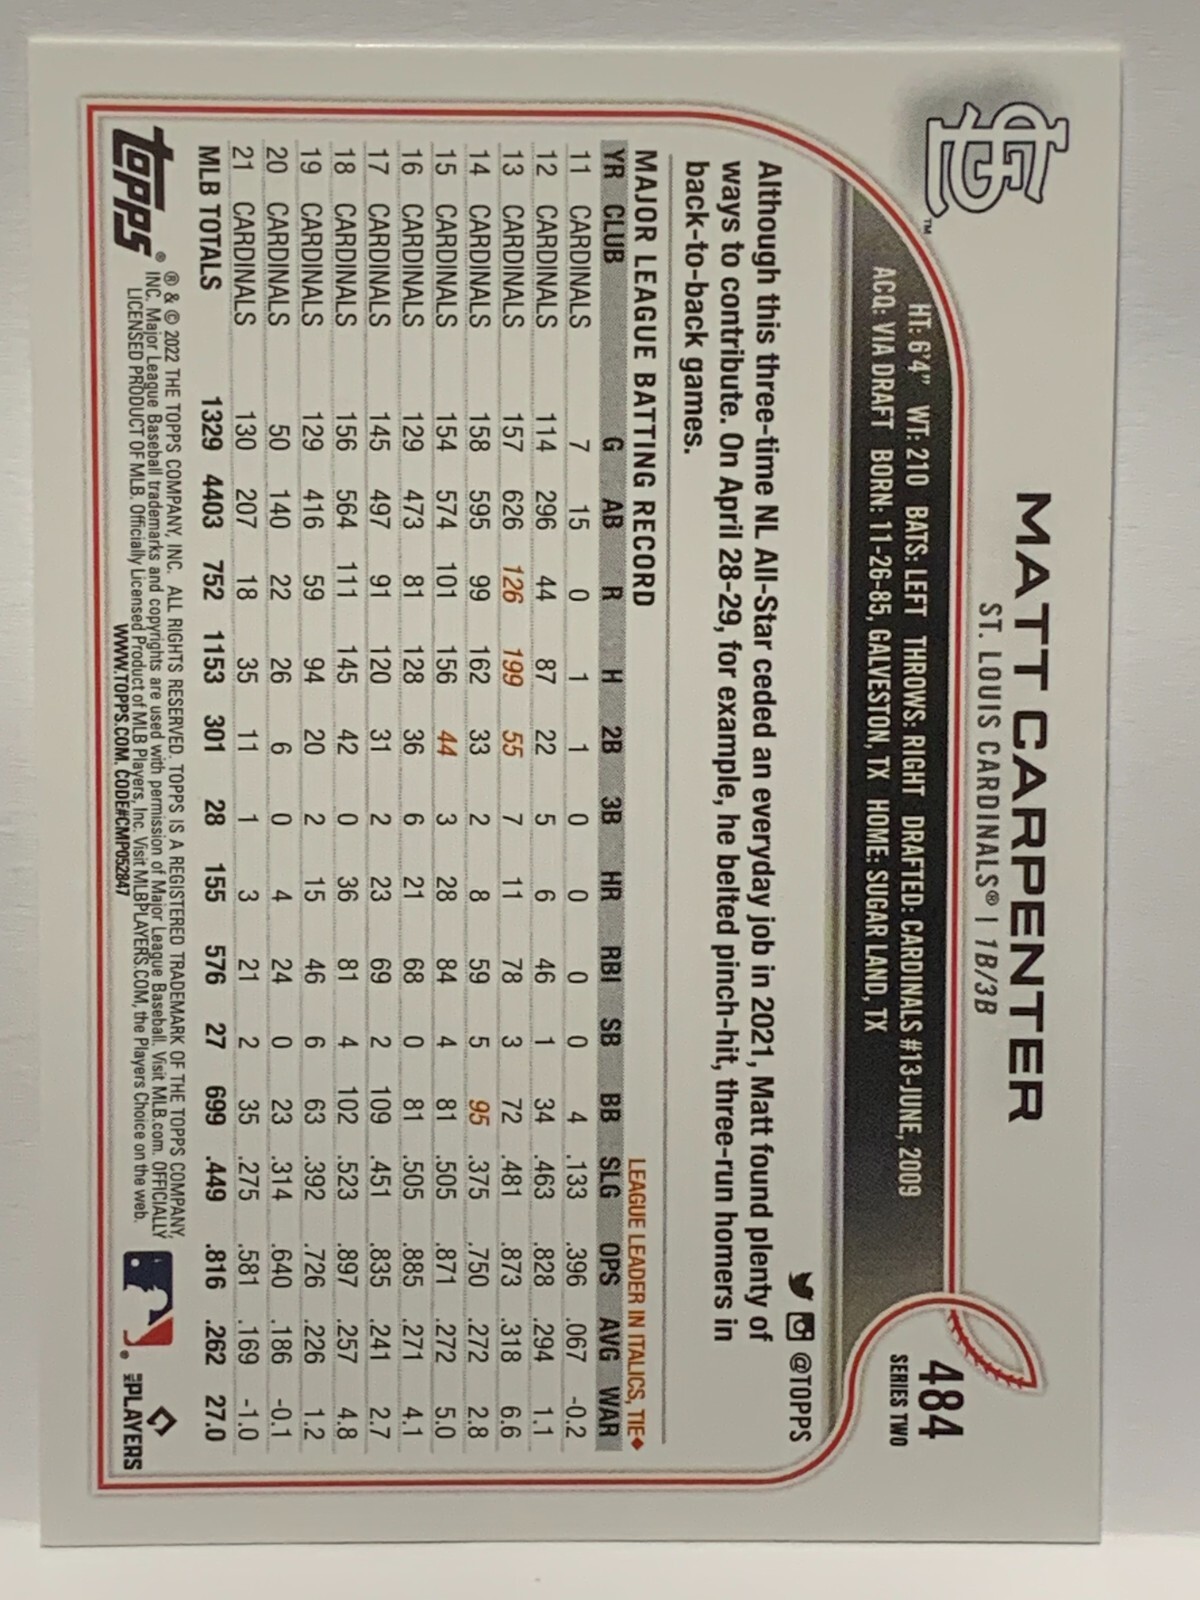 STL™
MATT CARPENTER
ST. LOUIS CARDINALS® | 1B/3B
484
SERIES TWO
HT: 6'4" WT: 210 BATS: LEFT THROWS: RIGHT DRAFTED: CARDINALS #13-JUNE, 2009
ACQ: VIA DRAFT BORN: 11-26-85, GALVESTON, TX HOME: SUGAR LAND, TX
@TOPPS
Although this three-time NL All-Star ceded an everyday job in 2021, Matt found plenty of
ways to contribute. On April 28-29, for example, he belted pinch-hit, three-run homers in
back-to-back games.
MAJOR LEAGUE BATTING RECORD LEAGUE LEADER IN ITALICS, TIE♦
YR CLUB G AB R H 2B 3B HR RBI SB BB SLG OPS AVG WAR
11 CARDINALS 7 15 0 1 1 0 0 0 0 4 .133 .396 .067 -0.2
12 CARDINALS 114 296 44 87 22 5 6 46 1 34 .463 .828 .294 1.1
13 CARDINALS 157 626 126 199 55 7 11 78 3 72 .481 .873 .318 6.6
14 CARDINALS 158 595 99 162 33 2 8 59 5 95 .375 .750 .272 2.8
15 CARDINALS 154 574 101 156 44 3 28 84 4 81 .505 .871 .272 5.0
16 CARDINALS 129 473 81 128 36 6 21 68 0 81 .505 .885 .271 4.1
17 CARDINALS 145 497 91 120 31 2 23 69 2 109 .451 .835 .241 2.7
18 CARDINALS 156 564 111 145 42 0 36 81 4 102 .523 .897 .257 4.8
19 CARDINALS 129 416 59 94 20 2 15 46 6 63 .392 .726 .226 1.2
20 CARDINALS 50 140 22 26 6 0 4 24 0 23 .314 .640 .186 -0.1
21 CARDINALS 130 207 18 35 11 1 3 21 2 35 .275 .581 .169 -1.0
MLB TOTALS 1329 4403 752 1153 301 28 155 576 27 699 .449 .816 .262 27.0
topps®
® & © 2022 THE TOPPS COMPANY, INC. ALL RIGHTS RESERVED. TOPPS IS A REGISTERED TRADEMARK OF THE TOPPS COMPANY,
INC. Major League Baseball trademarks and copyrights are used with permission of Major League Baseball. Visit MLB.com. OFFICIALLY
LICENSED PRODUCT OF MLB. Officially Licensed Product of MLB Players, Inc. Visit MLBPLAYERS.COM, the Players Choice on the web.
WWW.TOPPS.COM. CODE#CMP052847
MLB PLAYERS